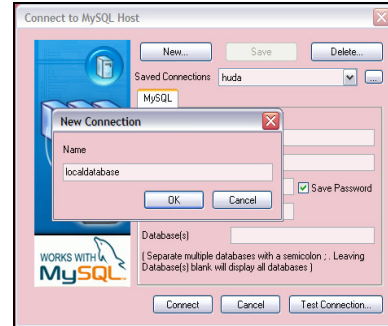 Connect to MySQL Host
New...
Save
Delete...
Saved Connections
huda
...
MySQL
New Connection
Name
localdatabase
OK
Cancel
Save Password
Database(s)
( Separate multiple databases with a semicolon ; . Leaving
Database(s) blank will display all databases )
WORKS WITH
MySQL
Connect
Cancel
Test Connection...